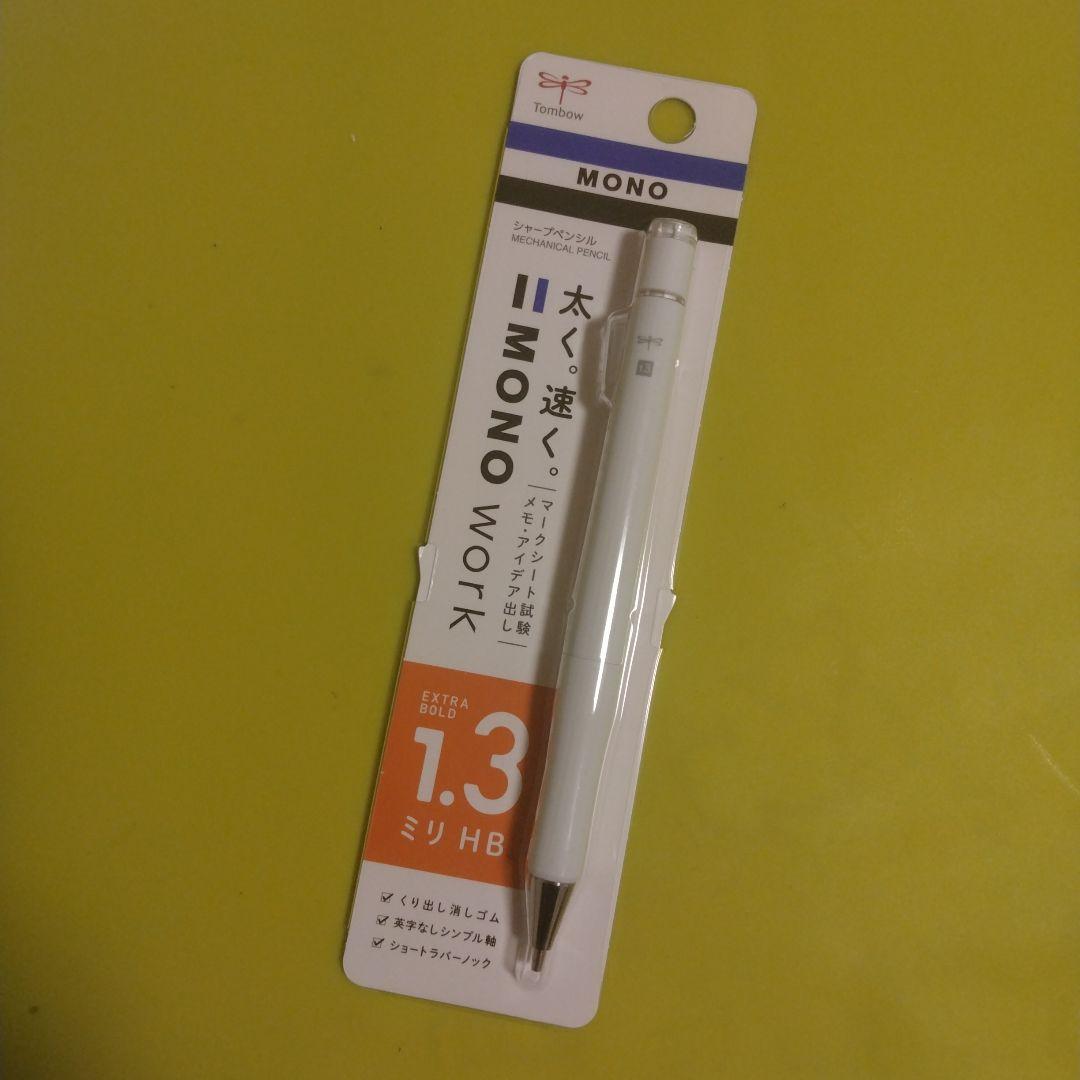 Tombow
MONO
シャープペンシル
MECHANICAL PENCIL
太く。速く。
MONO work
マークシート試験
メモ・アイデア出し
1.3
EXTRA
BOLD
1.3
ミリ HB
くり出し消しゴム
英字なしシンプル軸
ショートラバーノック